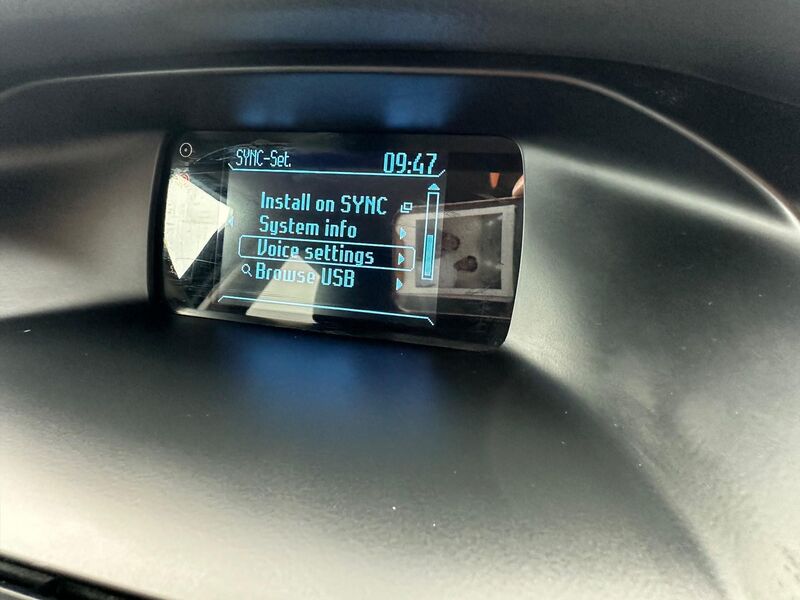 SYNC-Set. 09:47
Install on SYNC
System info
Voice settings
Browse USB